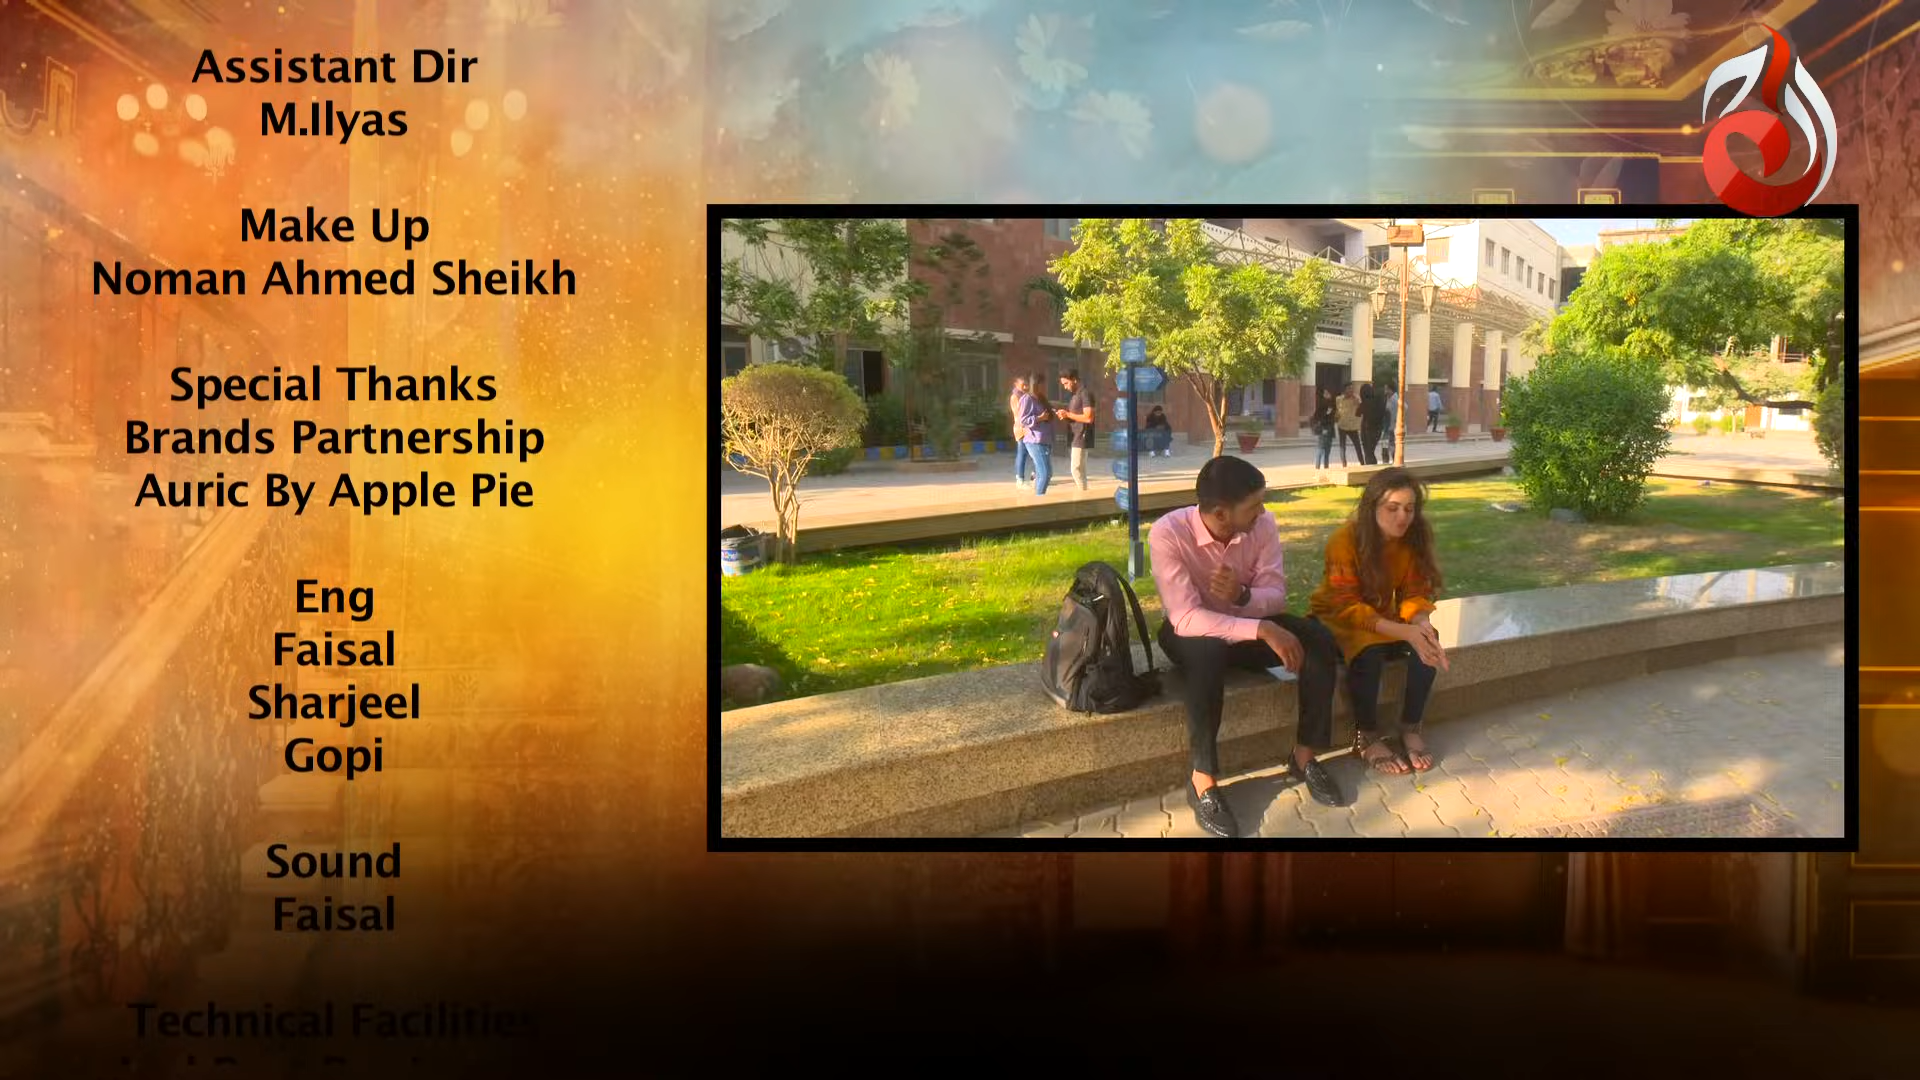 Assistant Dir
M.Ilyas
Make Up
Noman Ahmed Sheikh
Special Thanks
Brands Partnership
Auric By Apple Pie
Eng
Faisal
Sharjeel
Gopi
Sound
Faisal
Technical Facilities